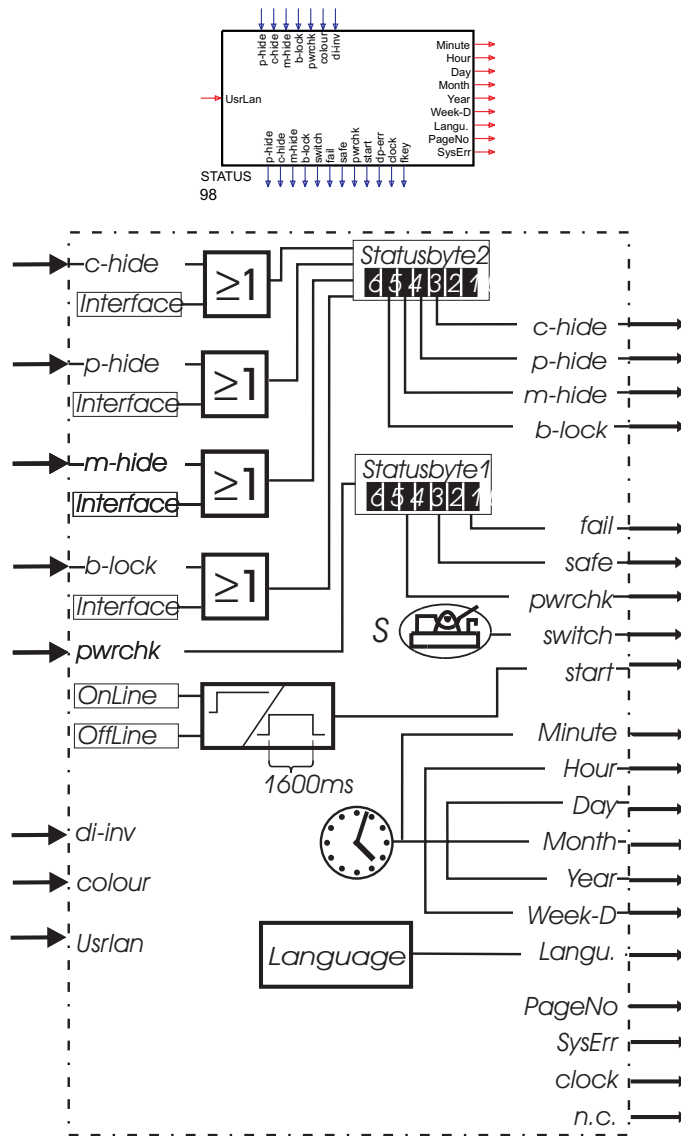 p-hide
c-hide
m-hide
b-lock
pwrchk
colour
di-inv
UsrLan
Minute
Hour
Day
Month
Year
Week-D
Langu.
PageNo
SysErr
p-hide
c-hide
m-hide
b-lock
switch
fail
safe
pwrchk
start
dp-err
clock
fkey
STATUS
98
c-hide
Interface
≥1
Statusbyte2
6 5 4 3 2 1
c-hide
p-hide
m-hide
b-lock
p-hide
Interface
≥1
m-hide
Interface
≥1
Statusbyte1
6 5 4 3 2 1
fail
safe
pwrchk
switch
start
b-lock
Interface
≥1
S
pwrchk
OnLine
OffLine
1600ms
Minute
Hour
Day
Month
Year
Week-D
Langu.
di-inv
colour
Usrlan
Language
PageNo
SysErr
clock
n.c.